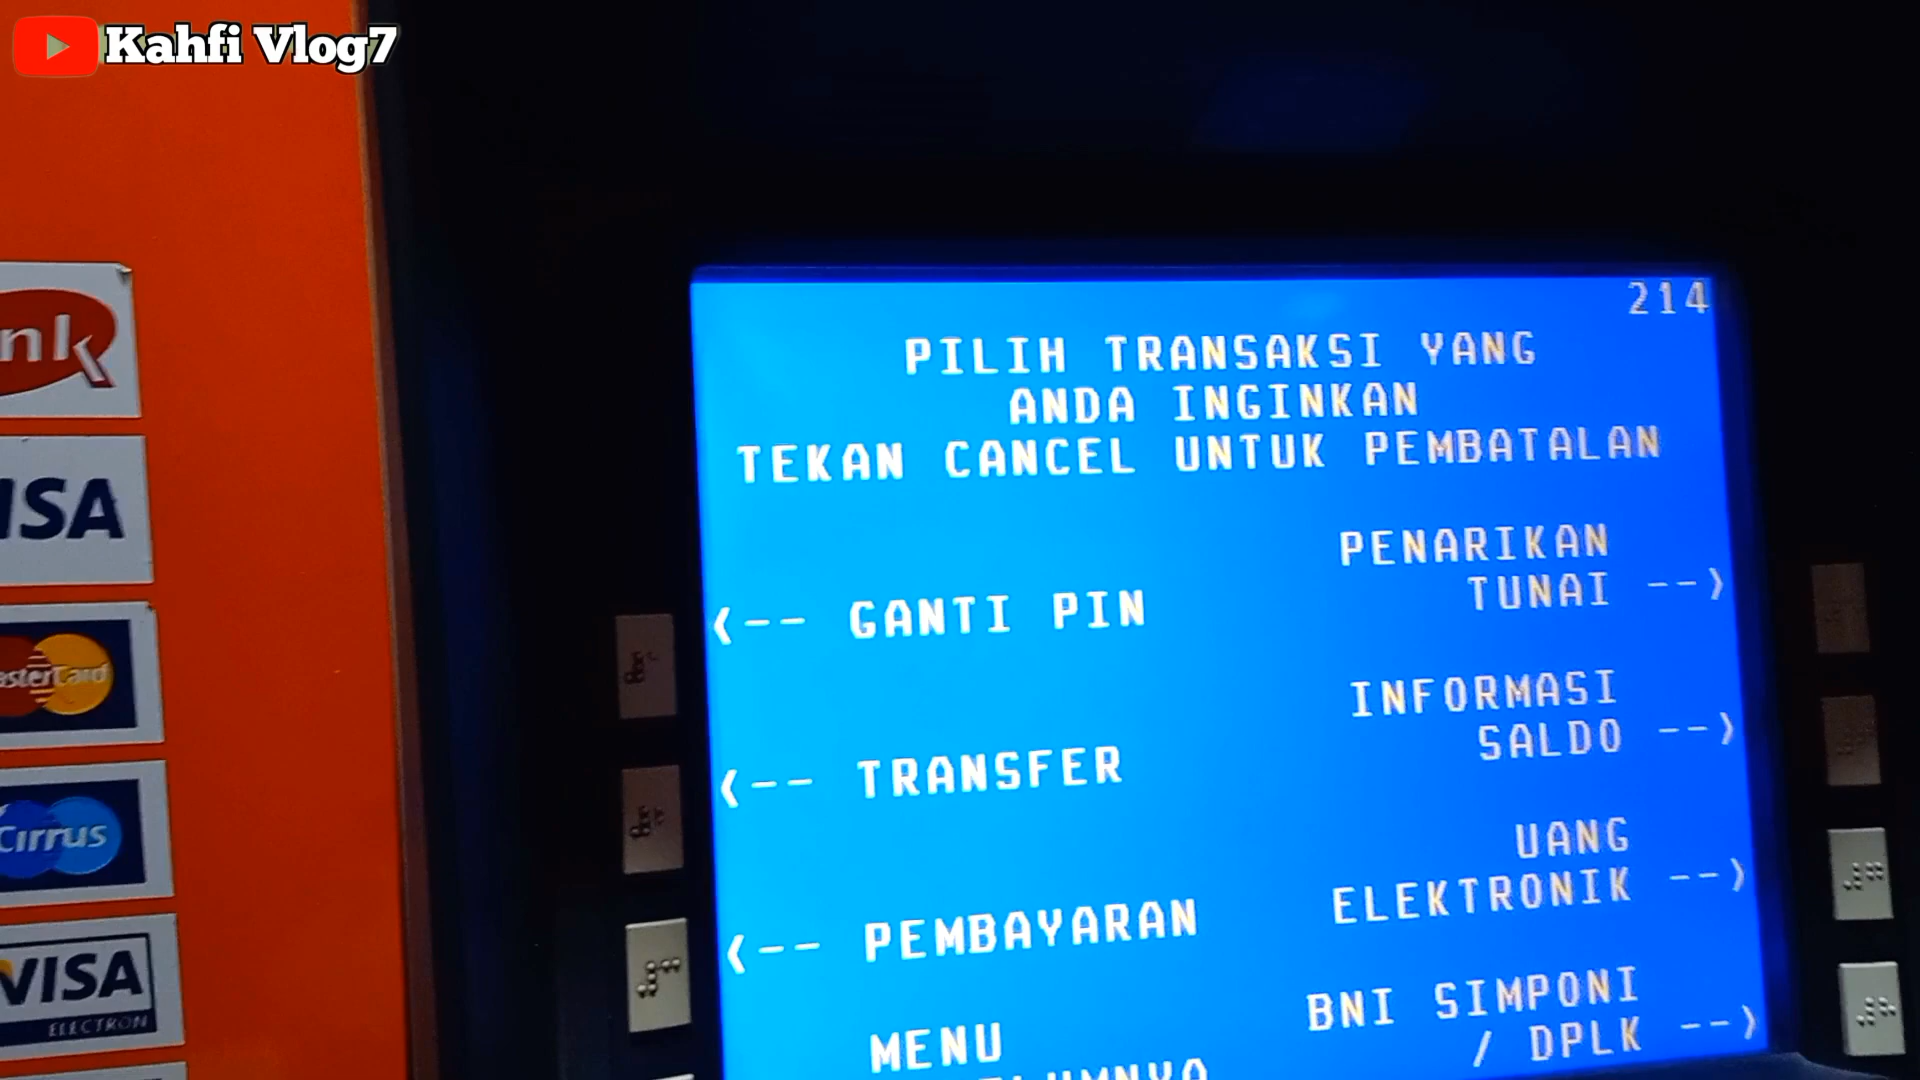 Kahfi Vlog7
214
PILIH TRANSAKSI YANG
ANDA INGINKAN
TEKAN CANCEL UNTUK PEMBATALAN
PENARIKAN
<-- GANTI PIN TUNAI -->
INFORMASI
<-- TRANSFER SALDO -->
UANG
<-- PEMBAYARAN ELEKTRONIK -->
MENU BNI SIMPONI
/ DPLK -->
MasterCard
Cirrus
VISA
ELECTRON